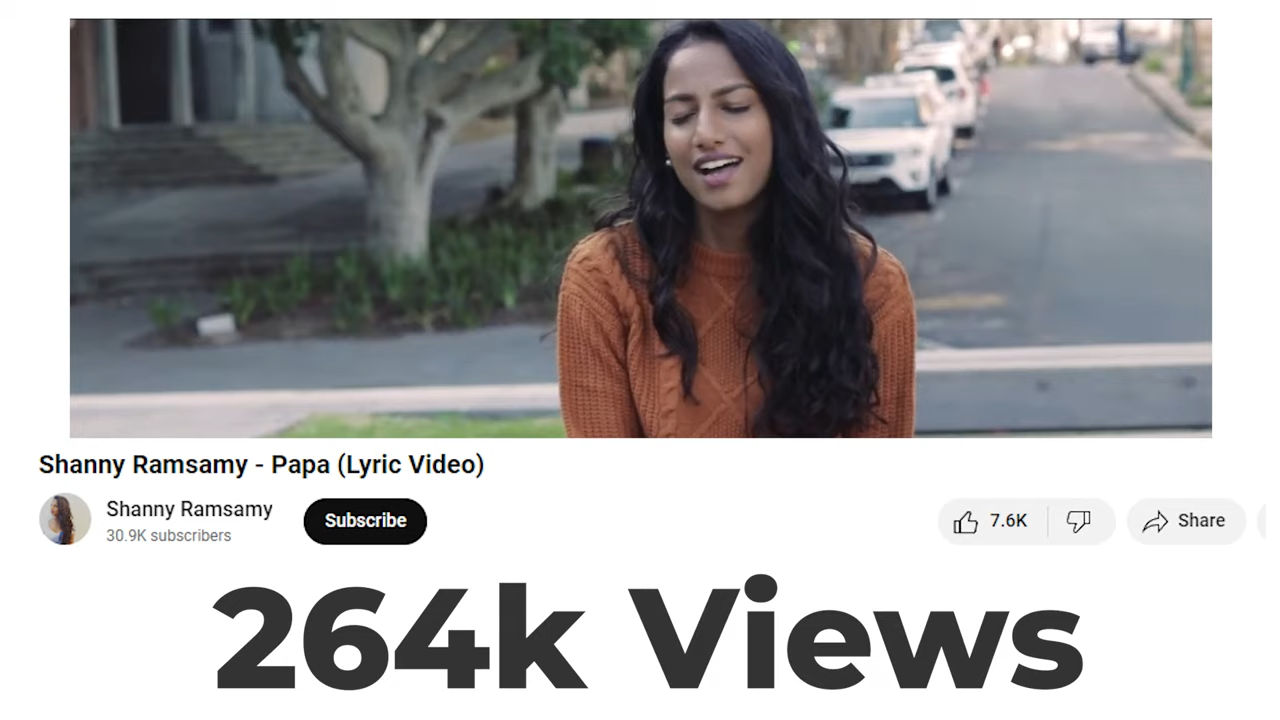 Shanny Ramsamy - Papa (Lyric Video)
Shanny Ramsamy
30.9K subscribers
Subscribe
7.6K
Share
264k Views